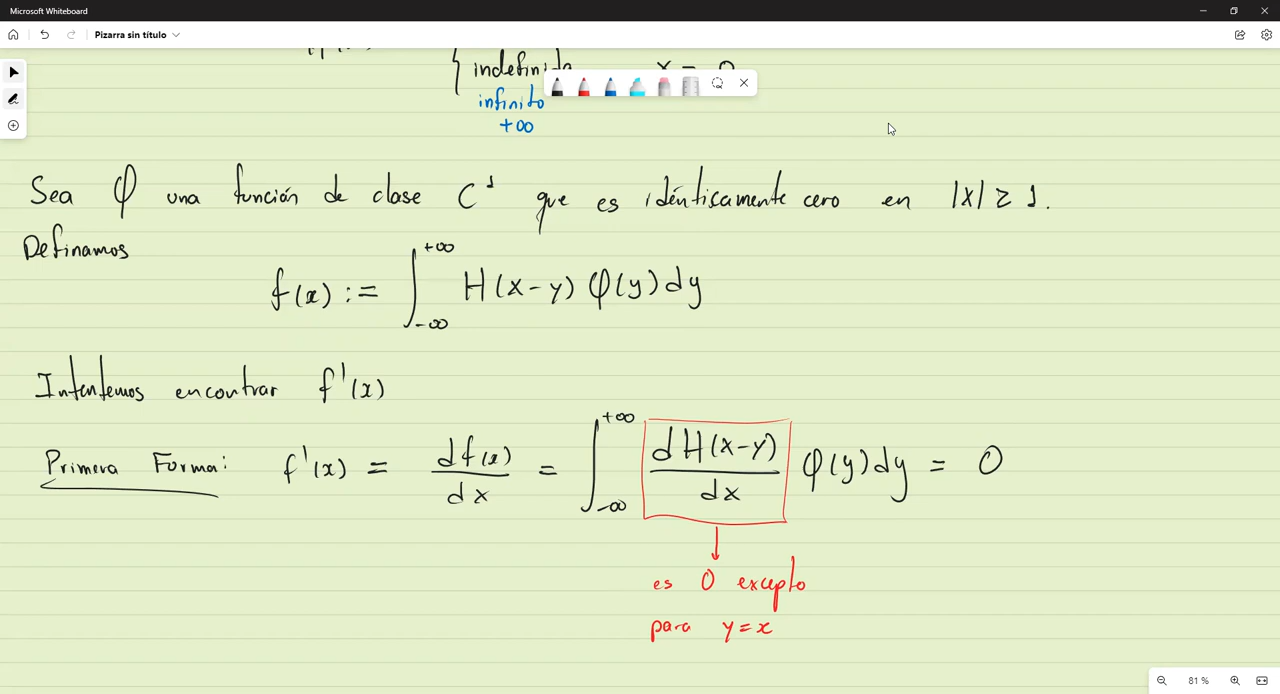 Microsoft Whiteboard
Pizarra sin título
indefinido x = 0
infinito
+∞
Sea φ una función de clase C¹ que es idénticamente cero en |x| ≥ 1.
Definamos
f(x) := ∫_{-∞}^{+∞} H(x-y) φ(y) dy
Intentemos encontrar f'(x)
Primera Forma: f'(x) = df(x)/dx = ∫_{-∞}^{+∞} dH(x-y)/dx φ(y) dy = 0
es 0 excepto
para y = x
81 %